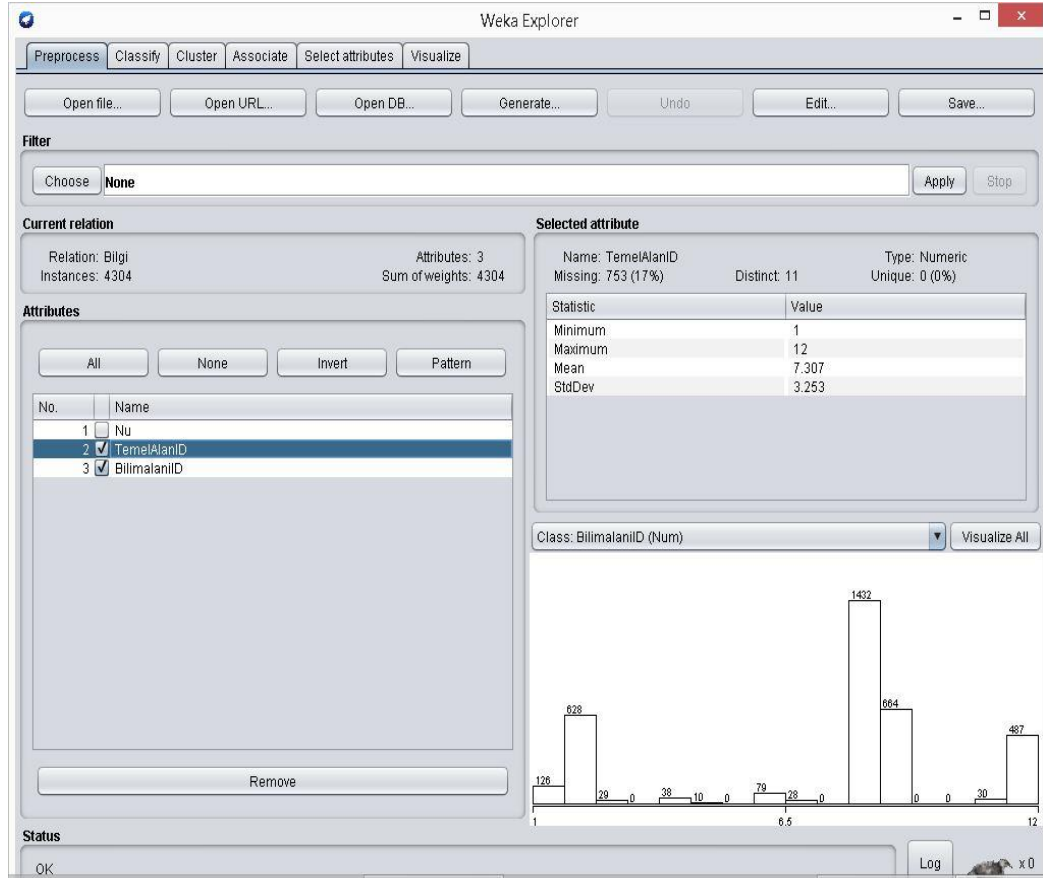 Weka Explorer
Preprocess Classify Cluster Associate Select attributes Visualize
Open file... Open URL... Open DB... Generate... Undo Edit... Save...
Filter
Choose None Apply Stop
Current relation
Relation: Bilgi Attributes: 3
Instances: 4304 Sum of weights: 4304
Attributes
All None Invert Pattern
No. Name
1 Nu
2 TemelAlanID
3 BilimalaniID
Remove
Selected attribute
Name: TemelAlanID Type: Numeric
Missing: 753 (17%) Distinct: 11 Unique: 0 (0%)
Statistic Value
Minimum 1
Maximum 12
Mean 7.307
StdDev 3.253
Class: BilimalaniID (Num) Visualize All
126 628 29 0 38 10 0 79 28 0 1432 664 0 0 30 487
1 6.5 12
Status
OK Log x 0